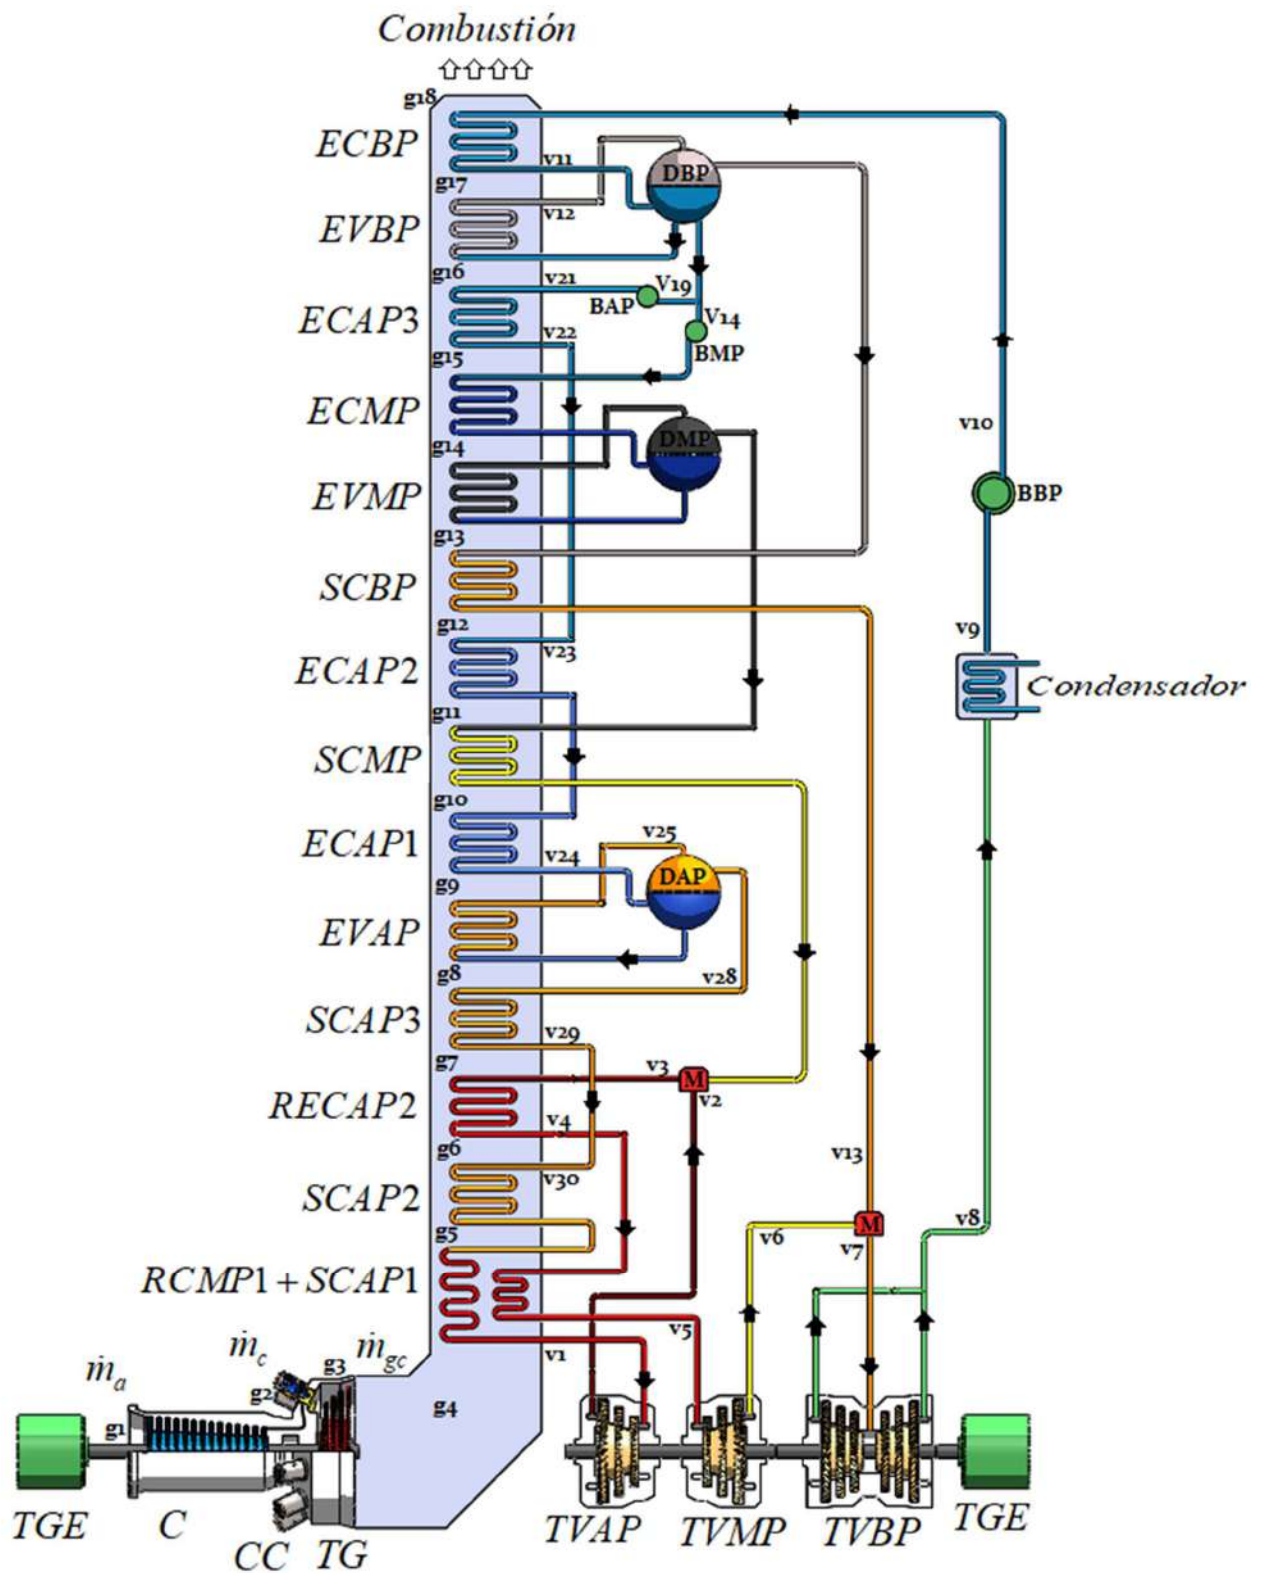 Combustión
g18
ECBP
v11
DBP
g17
v12
EVBP
g16
v21
V19
BAP
ECAP3
V14
BMP
v22
g15
ECMP
v10
DMP
g14
EVMP
BBP
g13
SCBP
g12
v9
v23
ECAP2
Condensador
g11
SCMP
g10
v25
ECAP1
v24
DAP
g9
EVAP
g8
v28
SCAP3
v29
g7
v3
M
v2
RECAP2
v4
g6
v13
v30
SCAP2
g5
v6
M
v7
v8
RCMP1 + SCAP1
v5
v1
ṁc
g3
ṁgc
ṁa
g2
g1
g4
TGE
C
CC
TG
TVAP
TVMP
TVBP
TGE